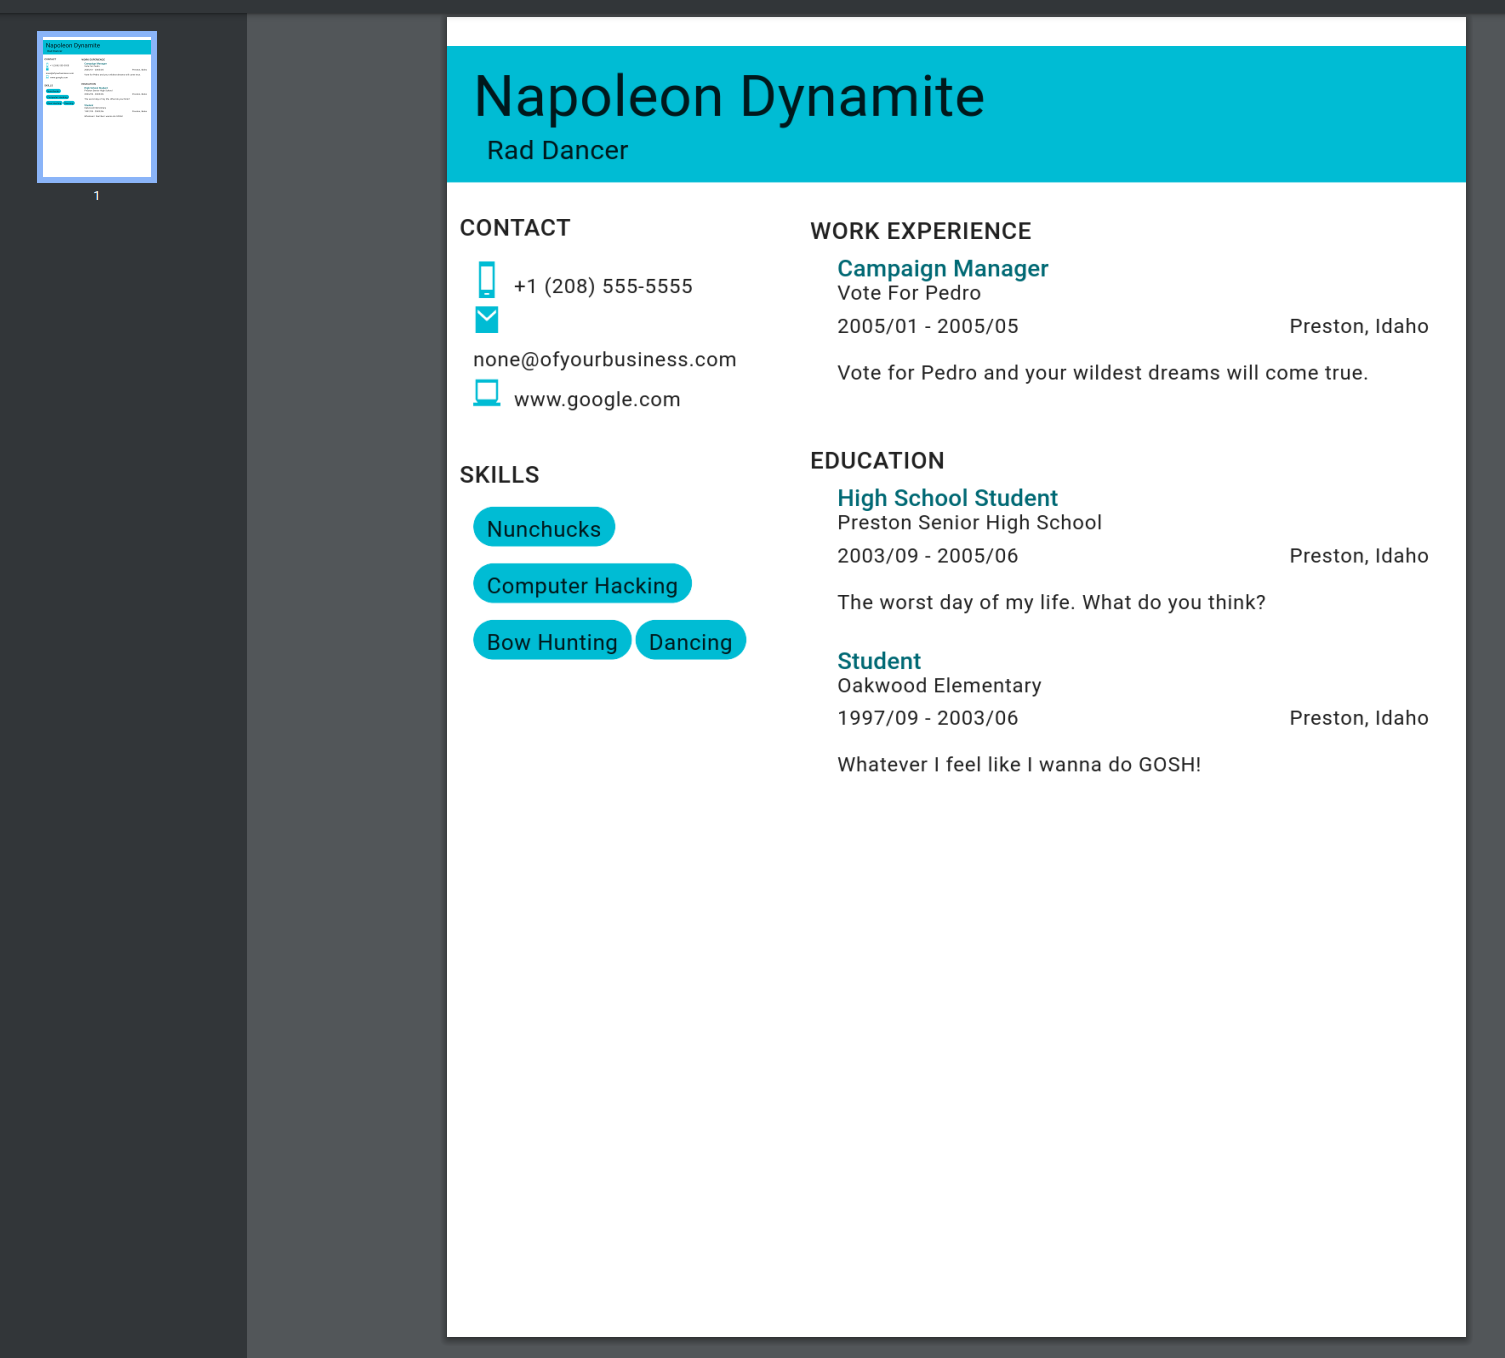 1
Napoleon Dynamite
Rad Dancer
CONTACT
+1 (208) 555-5555
none@ofyourbusiness.com
www.google.com
SKILLS
Nunchucks
Computer Hacking
Bow Hunting Dancing
WORK EXPERIENCE
Campaign Manager
Vote For Pedro
2005/01 - 2005/05 Preston, Idaho
Vote for Pedro and your wildest dreams will come true.
EDUCATION
High School Student
Preston Senior High School
2003/09 - 2005/06 Preston, Idaho
The worst day of my life. What do you think?
Student
Oakwood Elementary
1997/09 - 2003/06 Preston, Idaho
Whatever I feel like I wanna do GOSH!